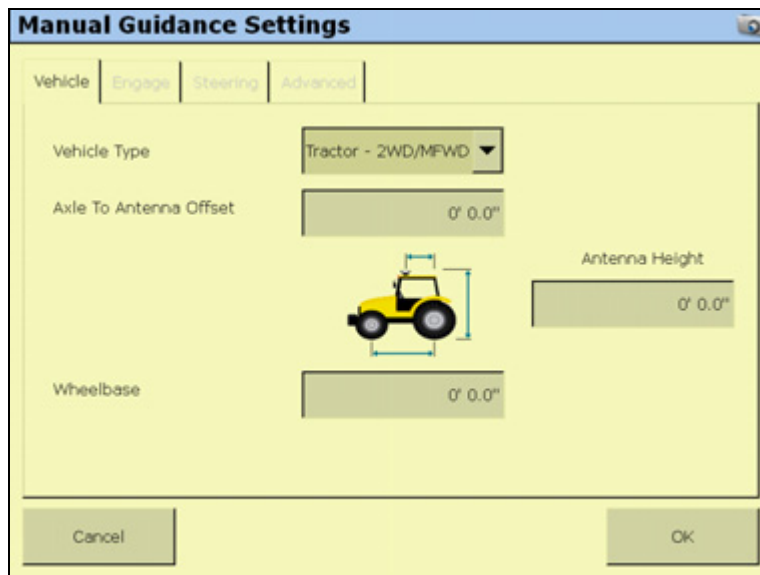 Manual Guidance Settings
Vehicle
Engage
Steering
Advanced
Vehicle Type
Tractor - 2WD/MFWD
Axle To Antenna Offset
0' 0.0"
Antenna Height
0' 0.0"
Wheelbase
0' 0.0"
Cancel
OK